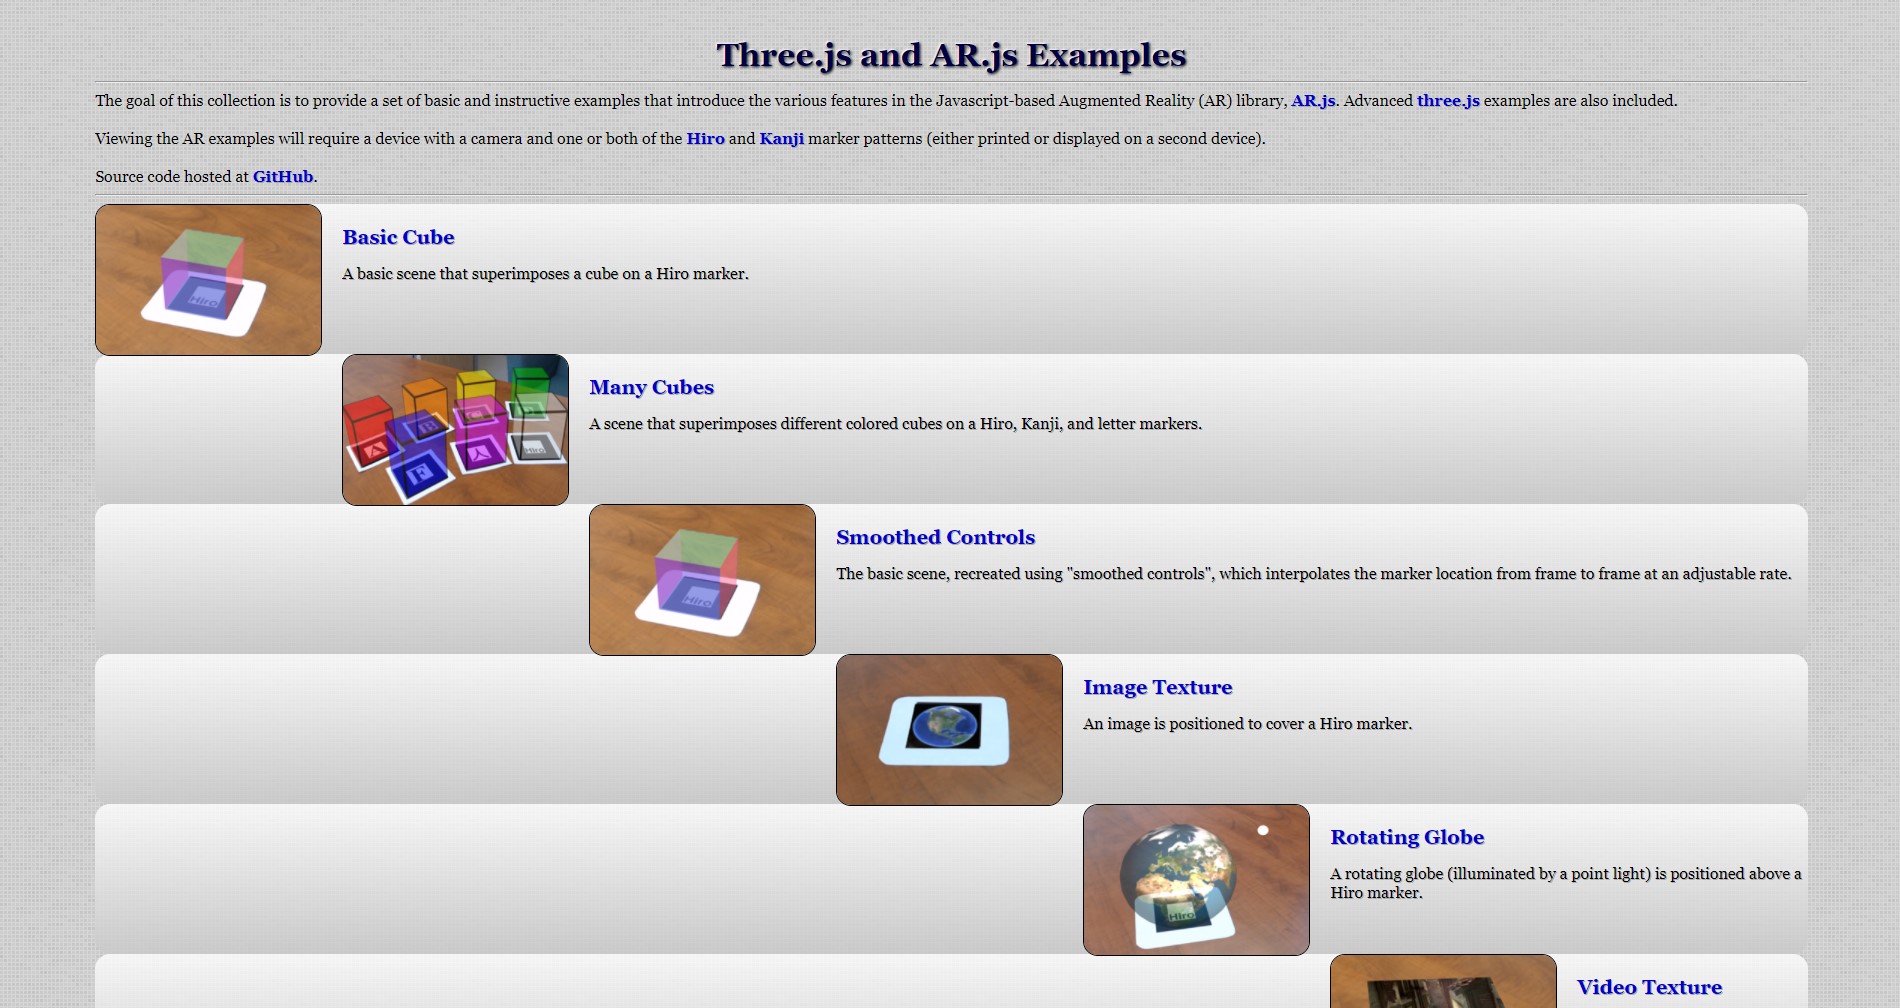 Three.js and AR.js Examples
The goal of this collection is to provide a set of basic and instructive examples that introduce the various features in the Javascript-based Augmented Reality (AR) library, AR.js. Advanced three.js examples are also included.
Viewing the AR examples will require a device with a camera and one or both of the Hiro and Kanji marker patterns (either printed or displayed on a second device).
Source code hosted at GitHub.
Hiro
Basic Cube
A basic scene that superimposes a cube on a Hiro marker.
A
B
C
D
F
人
Hiro
Many Cubes
A scene that superimposes different colored cubes on a Hiro, Kanji, and letter markers.
Hiro
Smoothed Controls
The basic scene, recreated using "smoothed controls", which interpolates the marker location from frame to frame at an adjustable rate.
Image Texture
An image is positioned to cover a Hiro marker.
Hiro
Rotating Globe
A rotating globe (illuminated by a point light) is positioned above a
Hiro marker.
Video Texture